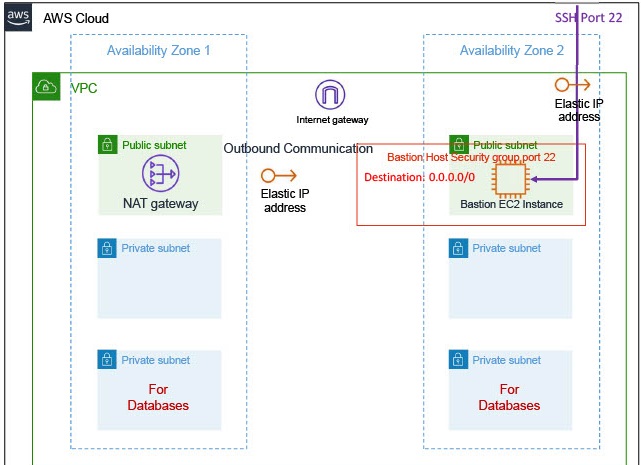 aws
AWS Cloud
SSH Port 22
Availability Zone 1
Availability Zone 2
VPC
Internet gateway
Elastic IP
address
Public subnet
NAT gateway
Outbound Communication
Elastic IP
address
Public subnet
Bastion Host Security group port 22
Destination: 0.0.0.0/0
Bastion EC2 Instance
Private subnet
Private subnet
Private subnet
For
Databases
Private subnet
For
Databases